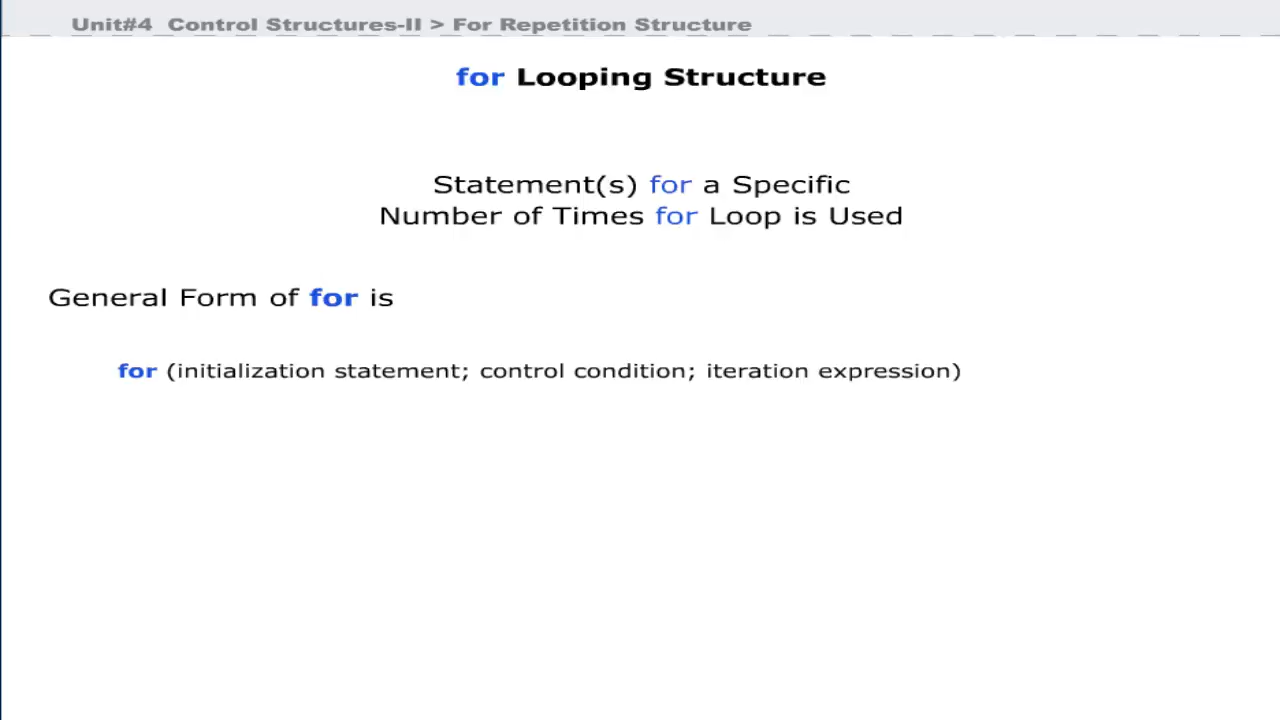 Unit#4 Control Structures-II > For Repetition Structure
for Looping Structure
Statement(s) for a Specific
Number of Times for Loop is Used
General Form of for is
for (initialization statement; control condition; iteration expression)